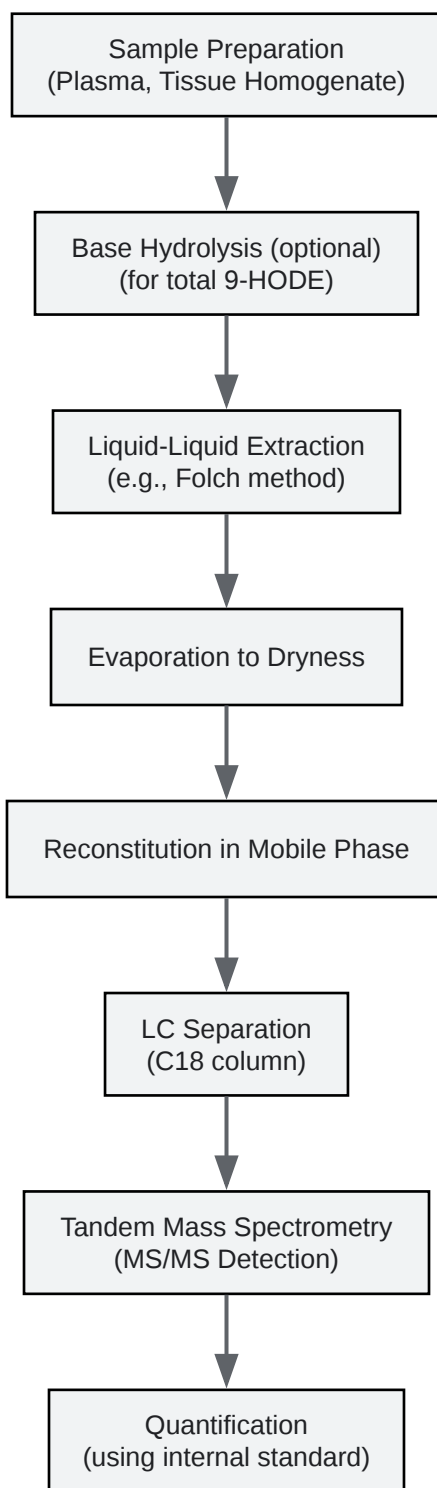 Sample Preparation
(Plasma, Tissue Homogenate)
Base Hydrolysis (optional)
(for total 9-HODE)
Liquid-Liquid Extraction
(e.g., Folch method)
Evaporation to Dryness
Reconstitution in Mobile Phase
LC Separation
(C18 column)
Tandem Mass Spectrometry
(MS/MS Detection)
Quantification
(using internal standard)